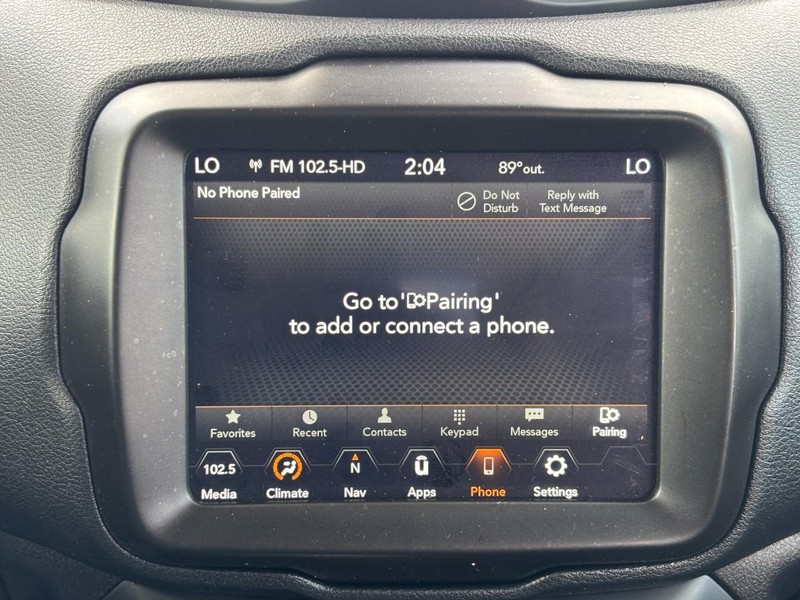 LO FM 102.5-HD 2:04 89°out. LO
No Phone Paired
Do Not
Disturb
Reply with
Text Message
Go to 'Pairing'
to add or connect a phone.
Favorites Recent Contacts Keypad Messages Pairing
102.5 N u
Media Climate Nav Apps Phone Settings